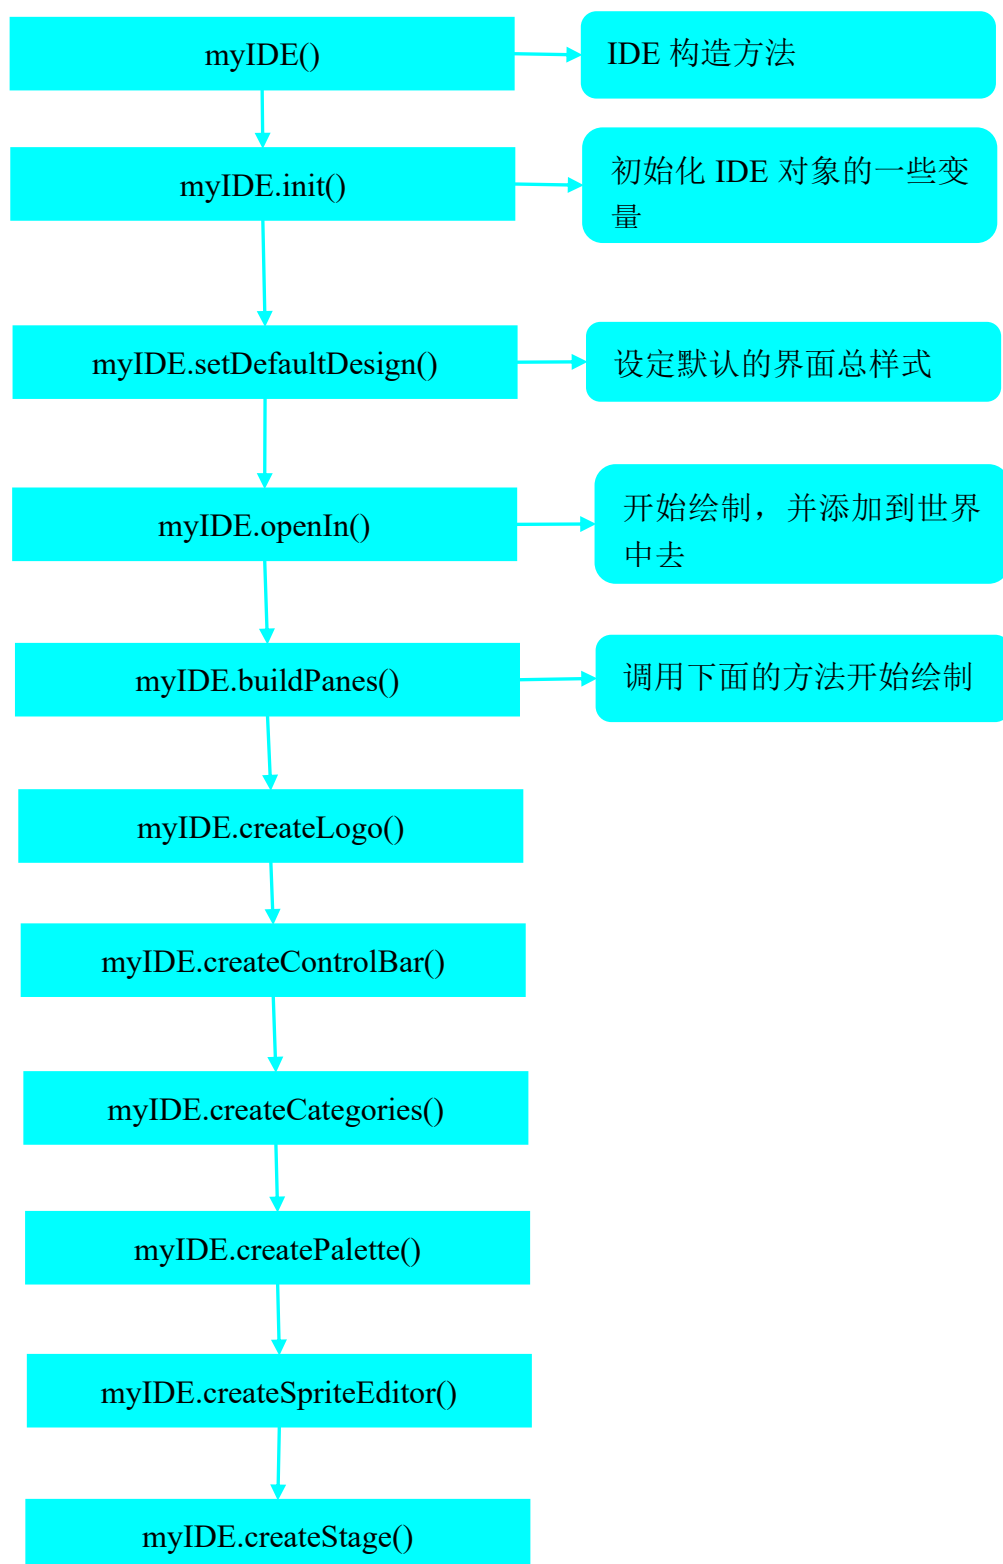 myIDE()
IDE 构造方法
myIDE.init()
初始化 IDE 对象的一些变
量
myIDE.setDefaultDesign()
设定默认的界面总样式
myIDE.openIn()
开始绘制，并添加到世界
中去
myIDE.buildPanes()
调用下面的方法开始绘制
myIDE.createLogo()
myIDE.createControlBar()
myIDE.createCategories()
myIDE.createPalette()
myIDE.createSpriteEditor()
myIDE.createStage()